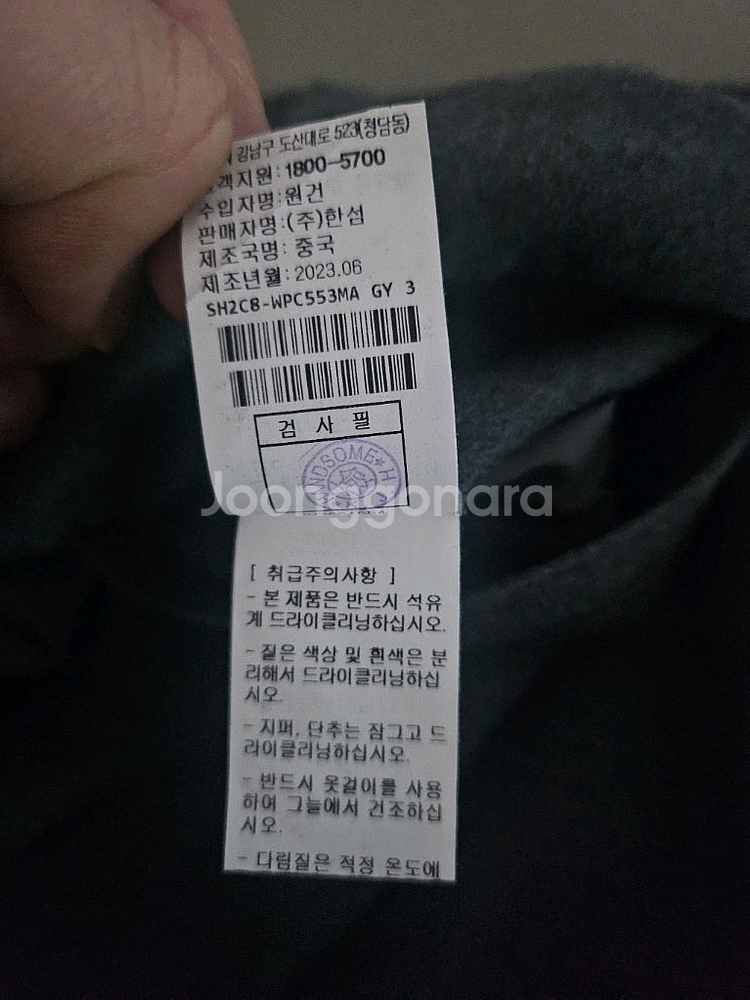 강남구 도산대로 523(청담동)
객지원 : 1800-5700
수입자명:원건
판매자명:(주)한섬
제조국명: 중국
제조년월: 2023.06
SH2C8-WPC553MA GY 3
검 사 필
NDSOME★H
Joonggonara
[ 취급주의사항 ]
- 본 제품은 반드시 석유
계 드라이클리닝하십시오.
- 짙은 색상 및 흰색은 분
리해서 드라이클리닝하십
시오.
- 지퍼, 단추는 잠그고 드
라이클리닝하십시오.
- 반드시 옷걸이를 사용
하여 그늘에서 건조하십
시오.
- 다림질은 적정 온도에